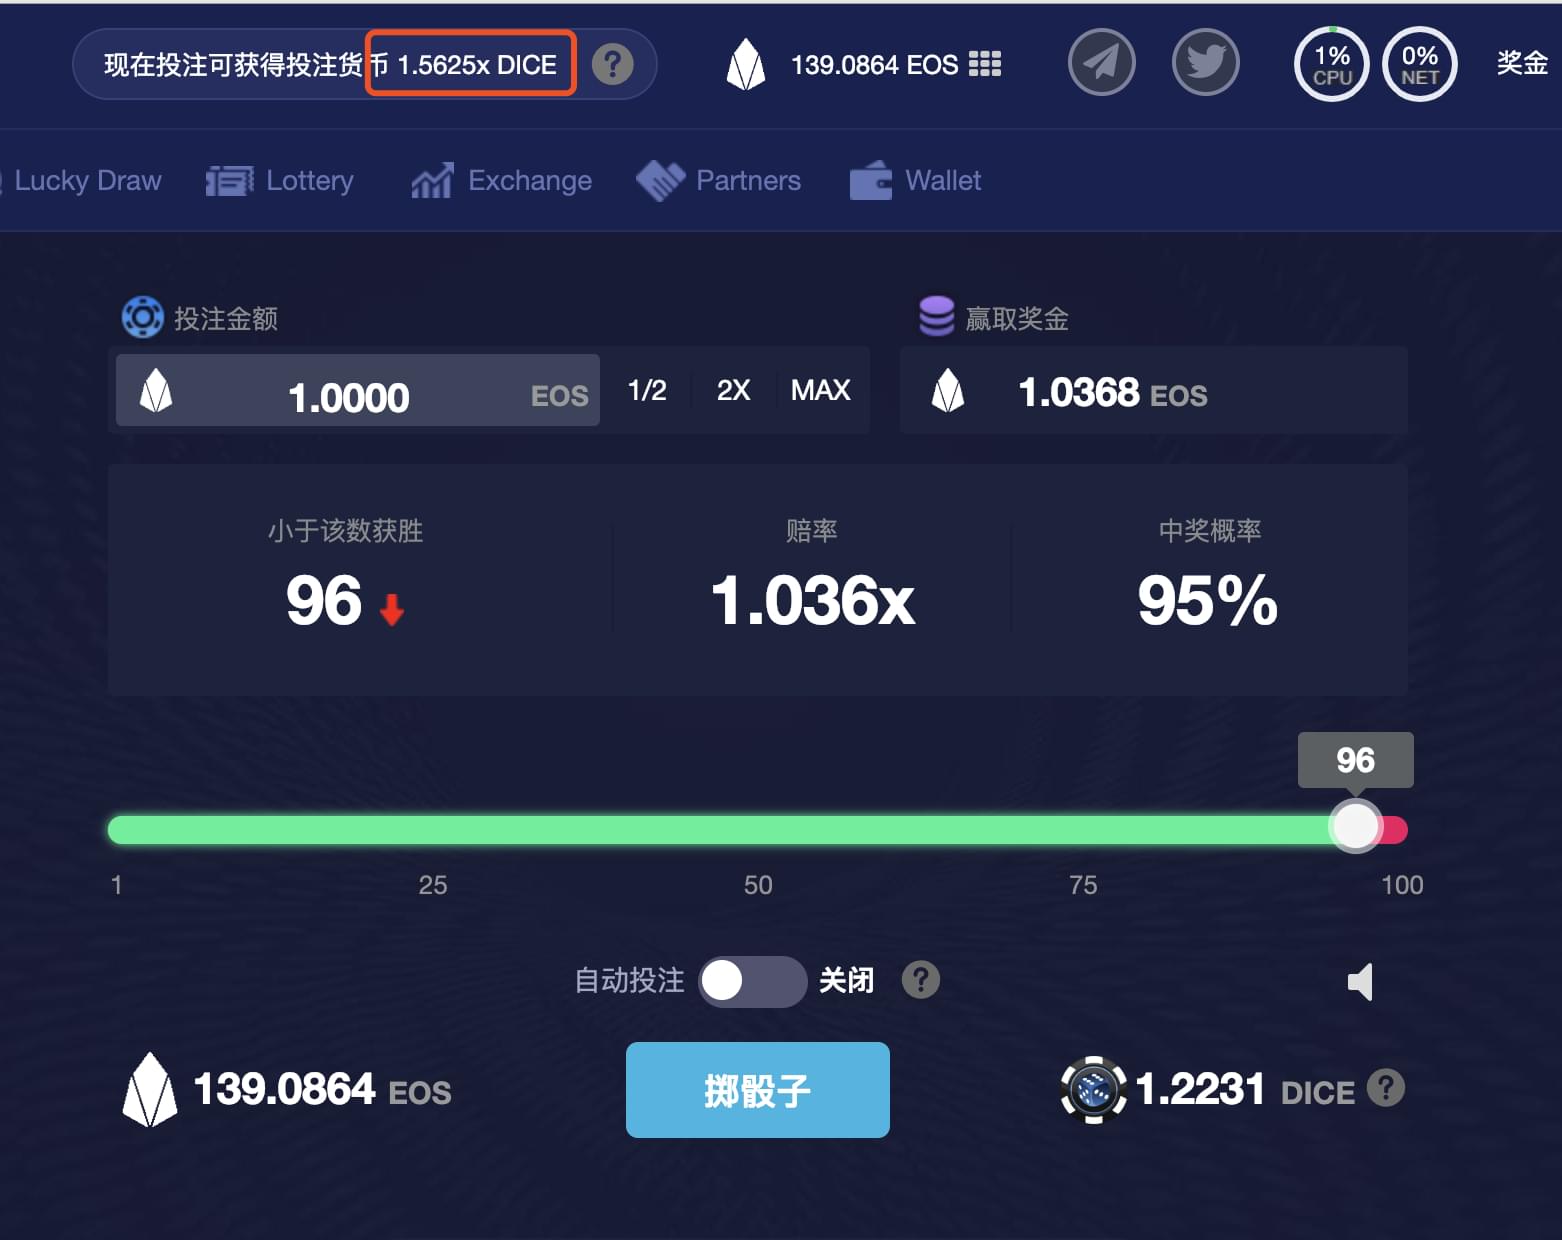 现在投注可获得投注货币 1.5625x DICE ?
139.0864 EOS
1% CPU
0% NET
奖金
Lucky Draw
Lottery
Exchange
Partners
Wallet
投注金额
1.0000 EOS
1/2
2X
MAX
赢取奖金
1.0368 EOS
小于该数获胜
96
赔率
1.036x
中奖概率
95%
96
1
25
50
75
100
自动投注
关闭
?
139.0864 EOS
掷骰子
1.2231 DICE ?